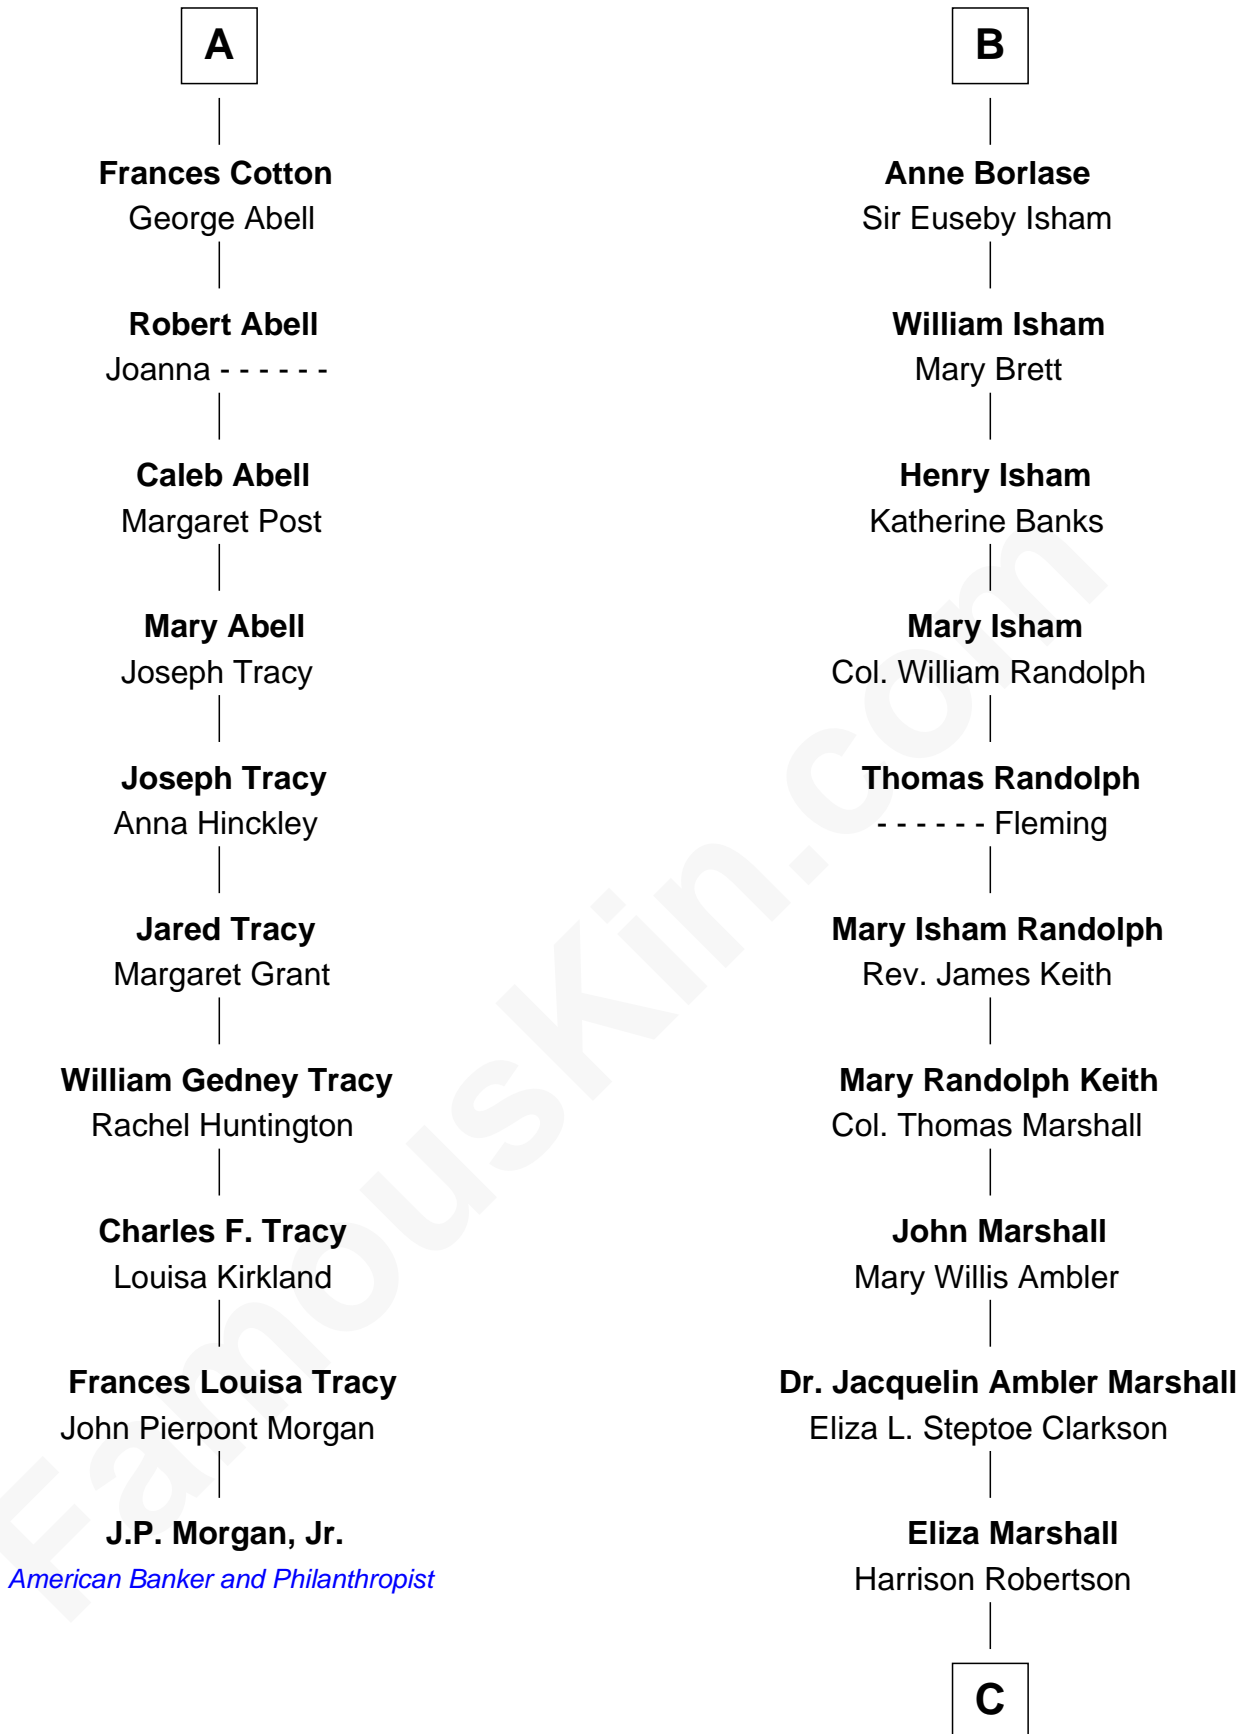 A
Frances Cotton
George Abell
Robert Abell
Joanna - - - - - -
Caleb Abell
Margaret Post
Mary Abell
Joseph Tracy
Joseph Tracy
Anna Hinckley
Jared Tracy
Margaret Grant
William Gedney Tracy
Rachel Huntington
Charles F. Tracy
Louisa Kirkland
Frances Louisa Tracy
John Pierpont Morgan
J.P. Morgan, Jr.
American Banker and Philanthropist
B
Anne Borlase
Sir Euseby Isham
William Isham
Mary Brett
Henry Isham
Katherine Banks
Mary Isham
Col. William Randolph
Thomas Randolph
- - - - - - Fleming
Mary Isham Randolph
Rev. James Keith
Mary Randolph Keith
Col. Thomas Marshall
John Marshall
Mary Willis Ambler
Dr. Jacquelin Ambler Marshall
Eliza L. Steptoe Clarkson
Eliza Marshall
Harrison Robertson
C
FamousKin.com